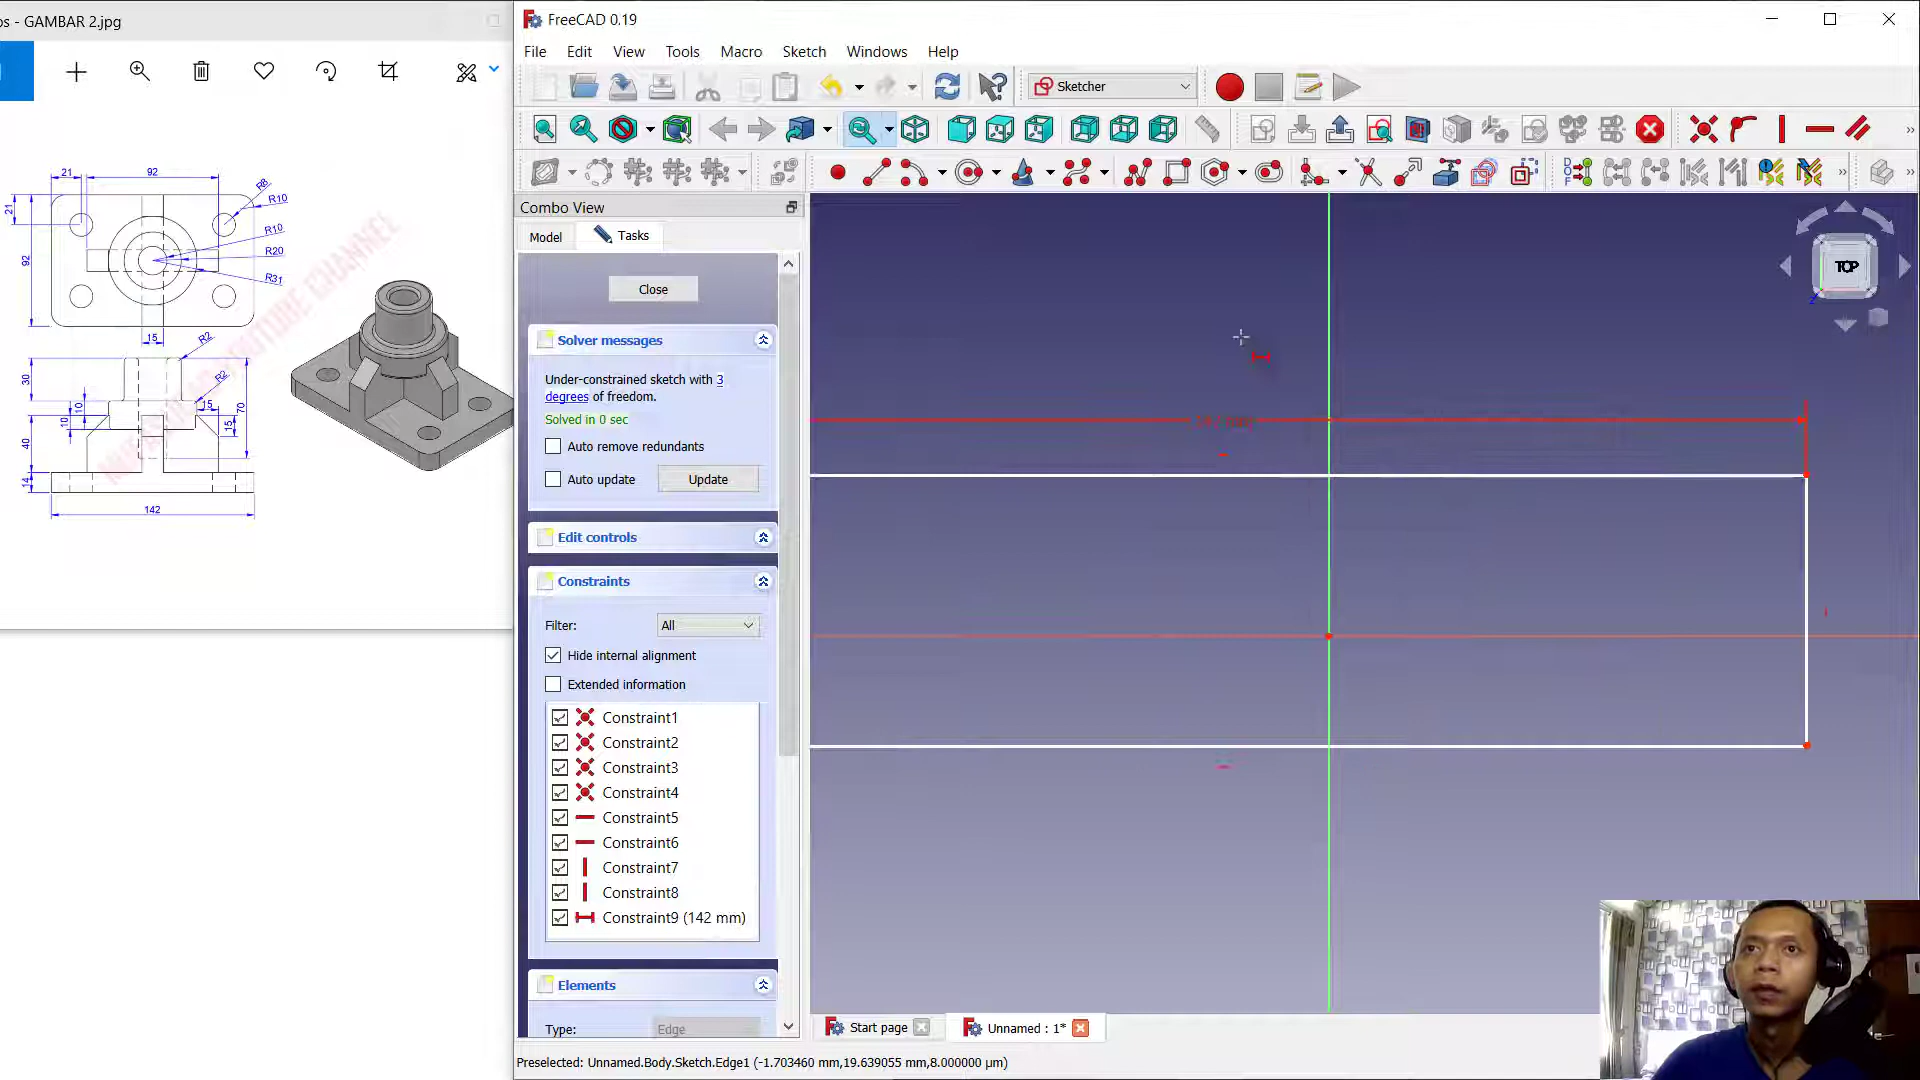 os - GAMBAR 2.jpg
FreeCAD 0.19
File Edit View Tools Macro Sketch Windows Help
Sketcher
Combo View
Model
Tasks
Close
Solver messages
Under-constrained sketch with 3
degrees of freedom.
Solved in 0 sec
Auto remove redundants
Auto update
Update
Edit controls
Constraints
Filter:
All
Hide internal alignment
Extended information
Constraint1
Constraint2
Constraint3
Constraint4
Constraint5
Constraint6
Constraint7
Constraint8
Constraint9 (142 mm)
Elements
Type:
Edge
TOP
Start page
Unnamed : 1*
Preselected: Unnamed.Body.Sketch.Edge1 (-1.703460 mm,19.639055 mm,8.000000 µm)
21
92
R8
R10
21
R10
R20
92
R31
15
R2
30
R2
10
15
10
70
15
40
14
142